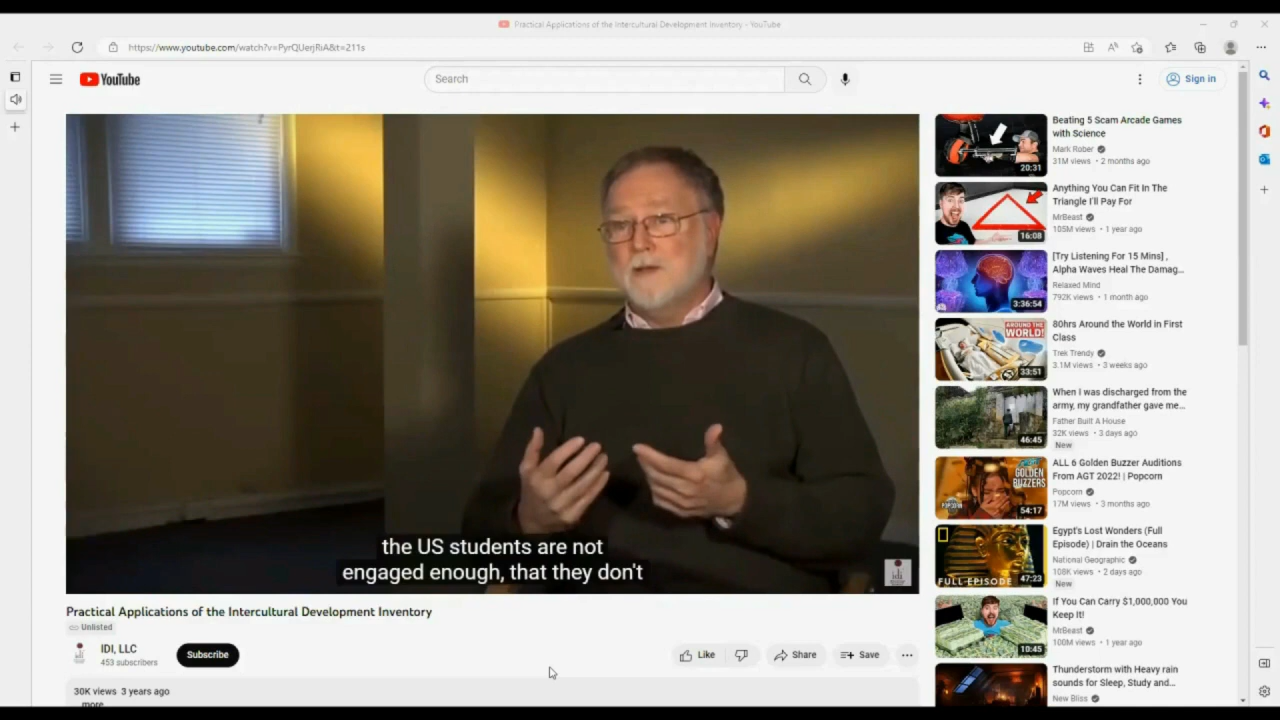 Practical Applications of the Intercultural Development Inventory - YouTube
https://www.youtube.com/watch?v=PyrQUerjRiA&t=211s
YouTube
Search
Sign in
the US students are not
engaged enough, that they don't
idi
Practical Applications of the Intercultural Development Inventory
Unlisted
IDI, LLC
453 subscribers
Subscribe
Like
Share
Save
30K views 3 years ago
more
20:31
Beating 5 Scam Arcade Games
with Science
Mark Rober
31M views • 2 months ago
16:08
Anything You Can Fit In The
Triangle I'll Pay For
MrBeast
105M views • 1 year ago
3:36:54
[Try Listening For 15 Mins] ,
Alpha Waves Heal The Damag...
Relaxed Mind
792K views • 1 month ago
AROUND THE
WORLD!
33:51
80hrs Around the World in First
Class
Trek Trendy
3.1M views • 3 weeks ago
46:45
When I was discharged from the
army, my grandfather gave me...
Father Built A House
32K views • 3 days ago
New
GOLDEN
BUZZERS
POPCORN
54:17
ALL 6 Golden Buzzer Auditions
From AGT 2022! | Popcorn
Popcorn
17M views • 3 months ago
FULL EPISODE
47:23
Egypt's Lost Wonders (Full
Episode) | Drain the Oceans
National Geographic
108K views • 2 days ago
New
10:45
If You Can Carry $1,000,000 You
Keep It!
MrBeast
100M views • 1 year ago
Thunderstorm with Heavy rain
sounds for Sleep, Study and...
New Bliss